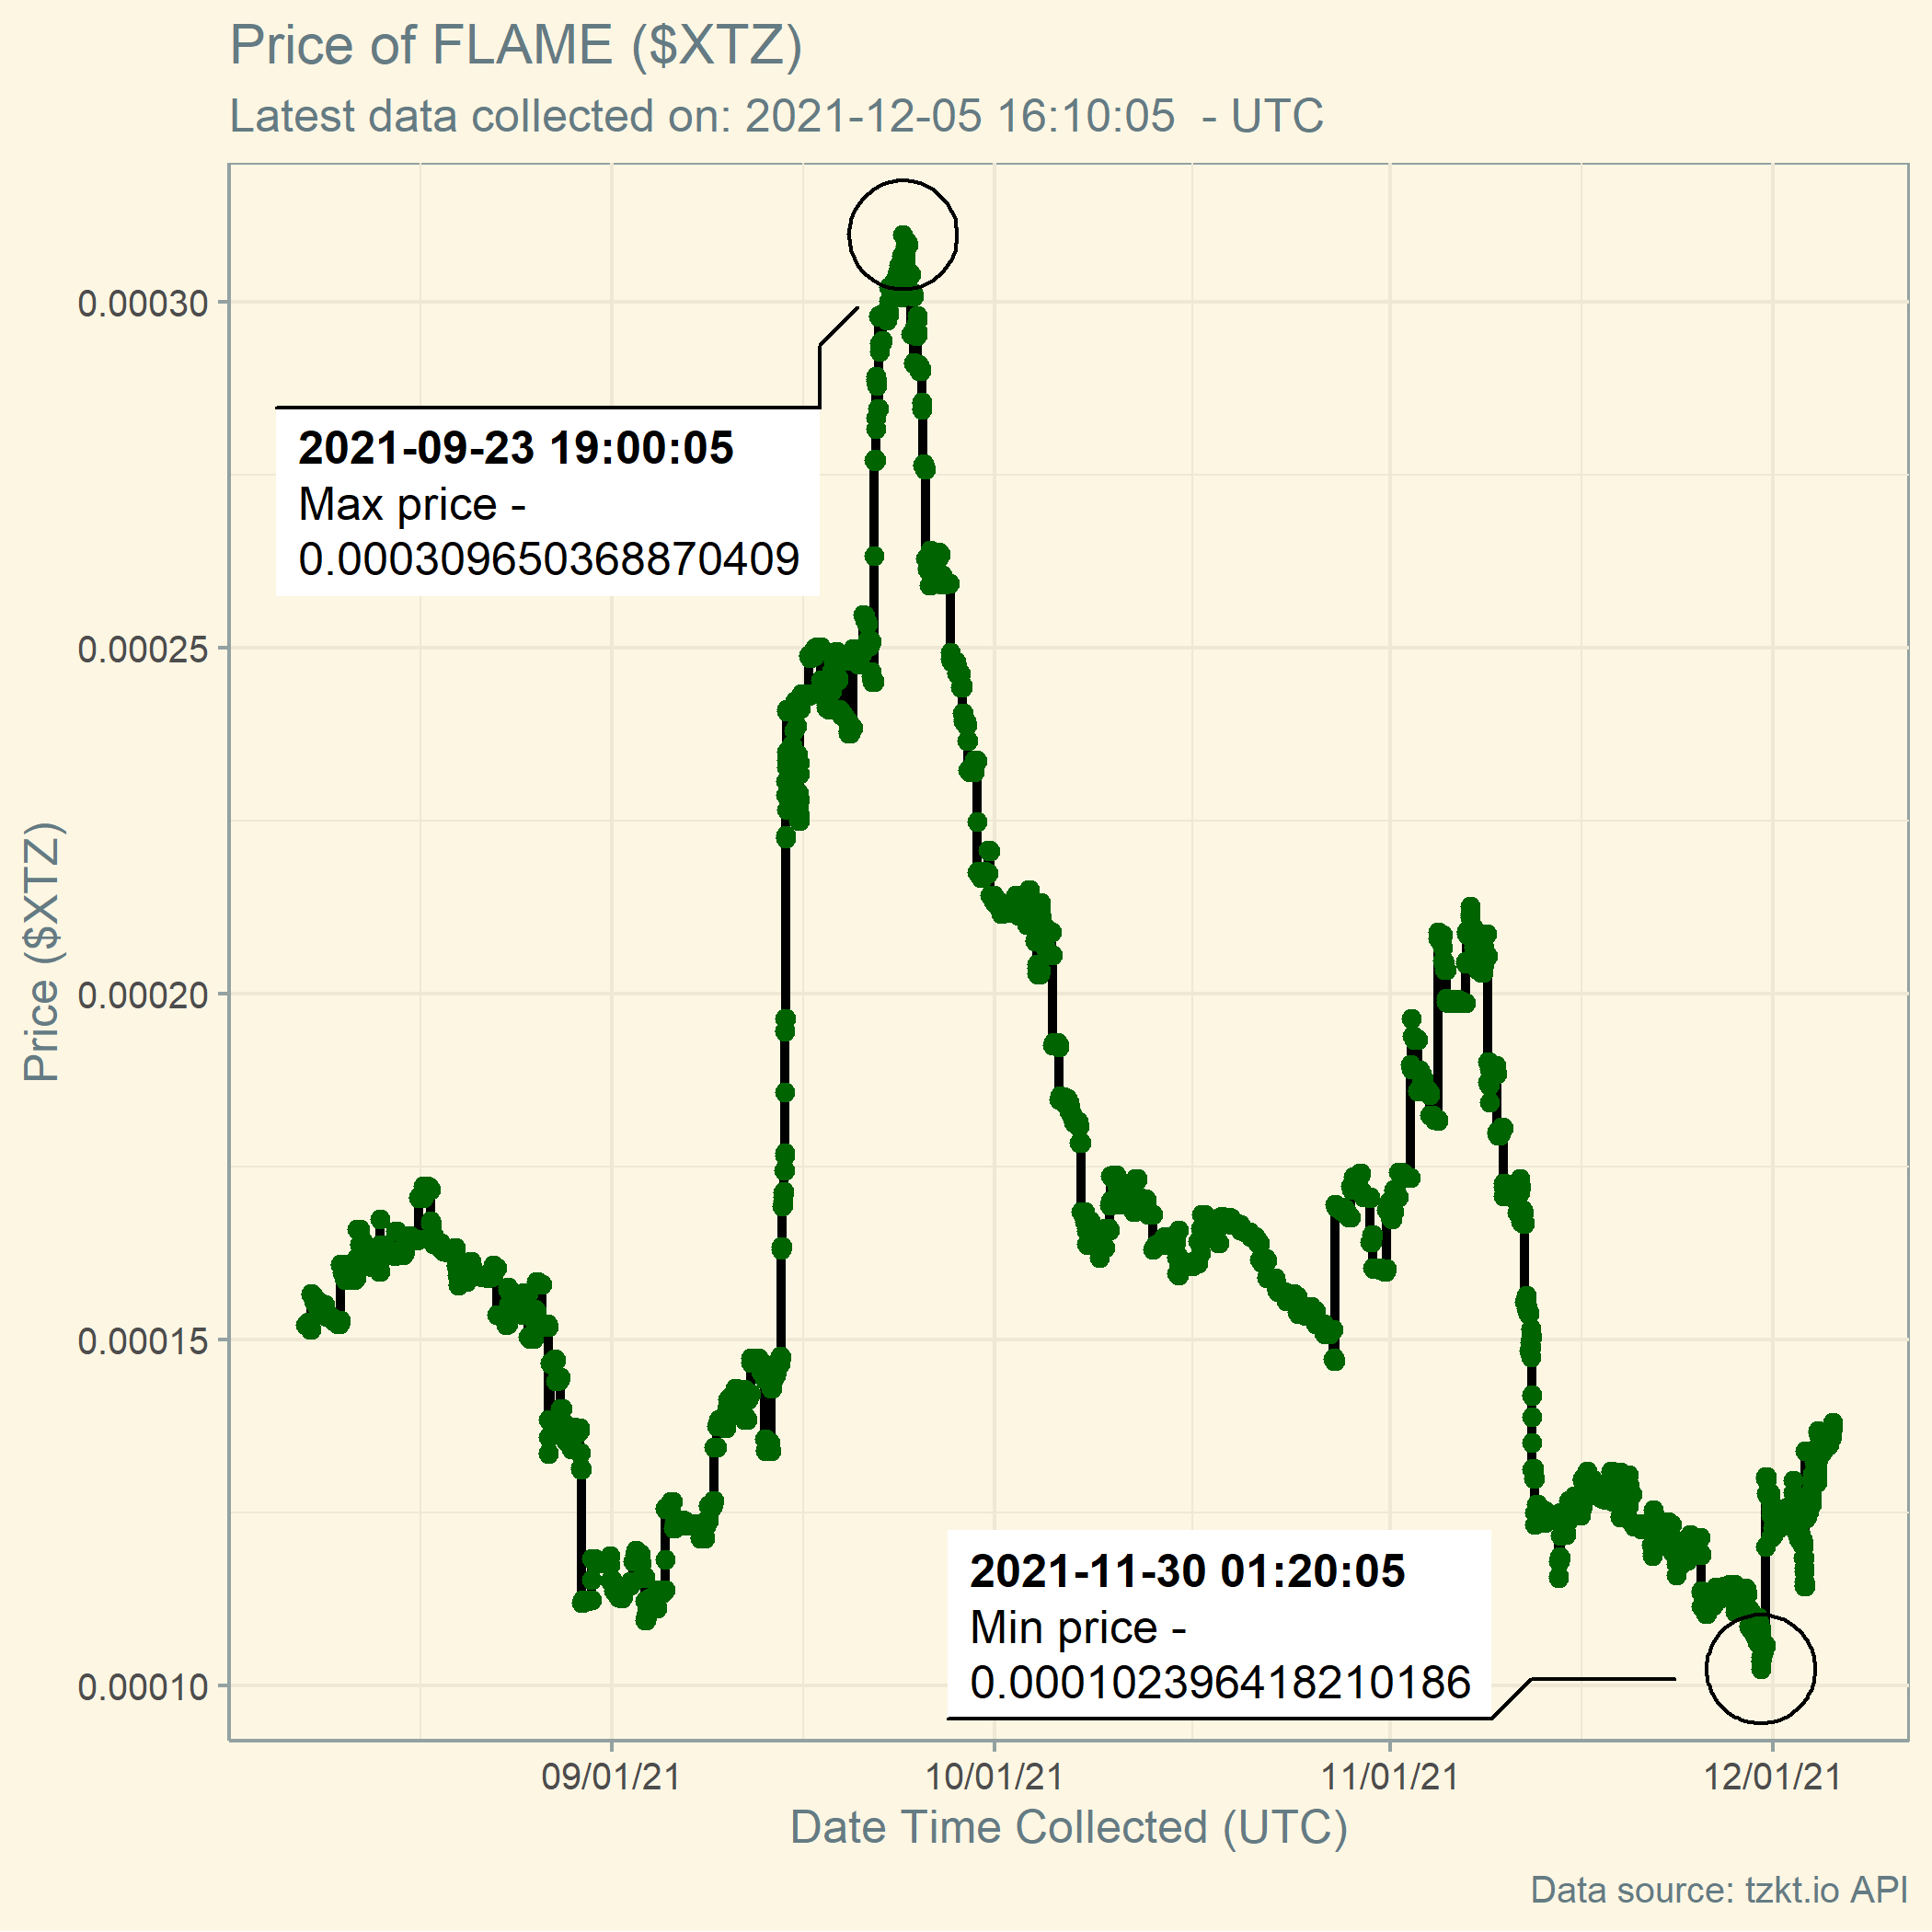 Price of FLAME ($XTZ)
Latest data collected on: 2021-12-05 16:10:05  - UTC
Price ($XTZ)
0.00030
0.00025
0.00020
0.00015
0.00010
2021-09-23 19:00:05
Max price -
0.000309650368870409
2021-11-30 01:20:05
Min price -
0.000102396418210186
09/01/21
10/01/21
11/01/21
12/01/21
Date Time Collected (UTC)
Data source: tzkt.io API